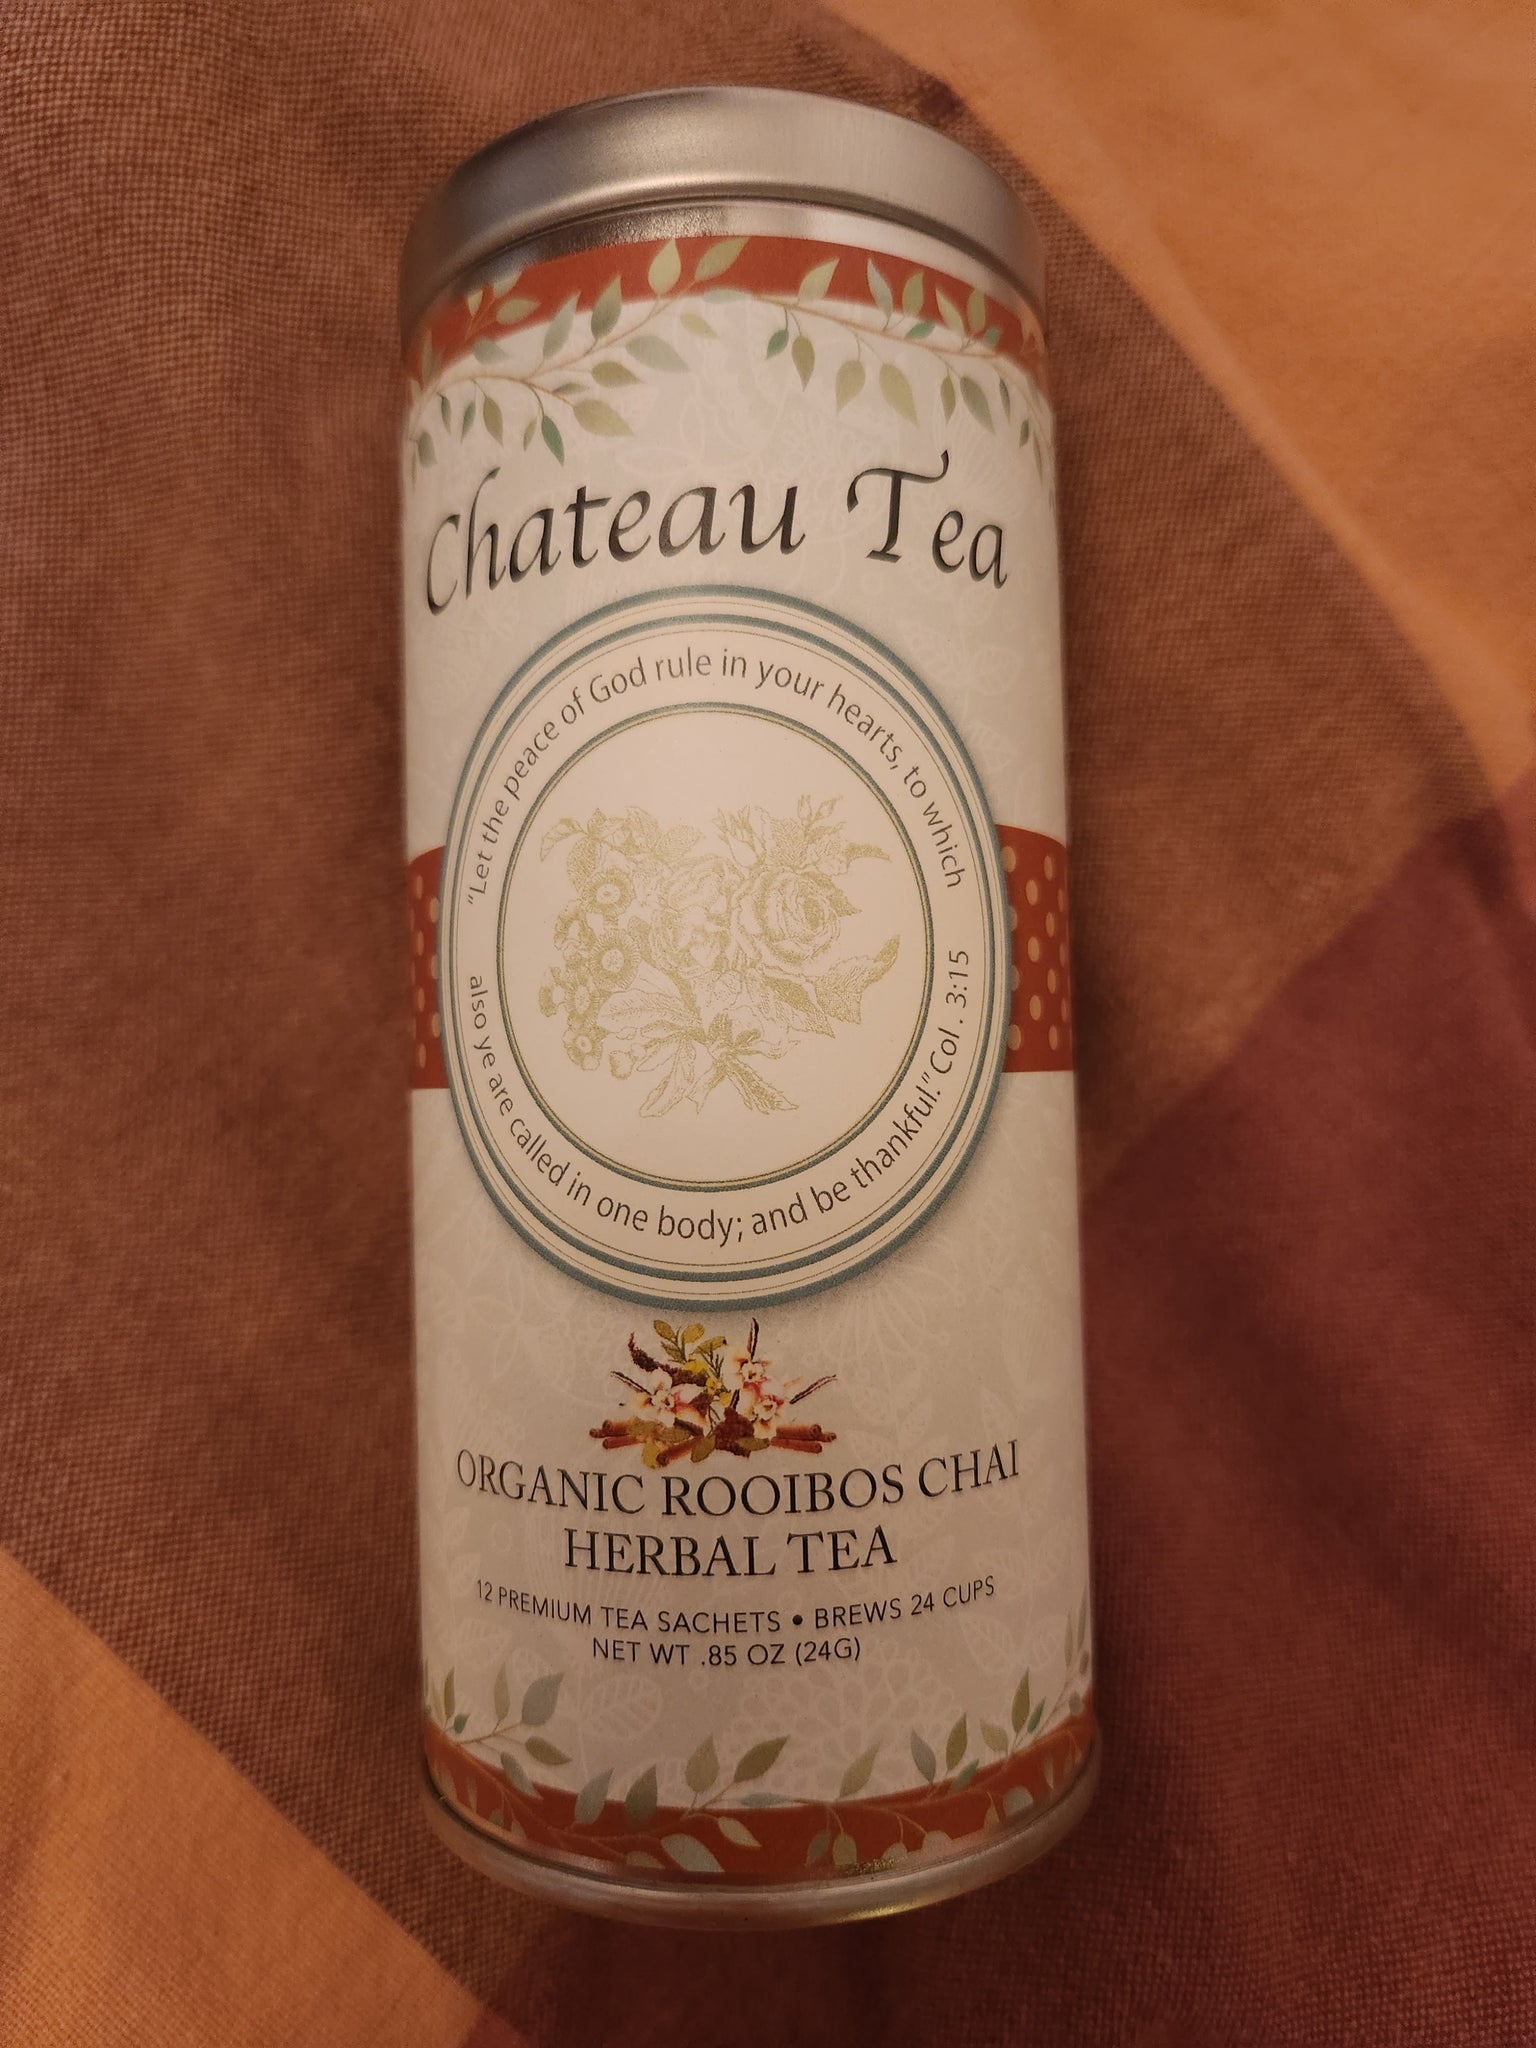 Chateau Tea
"Let the peace of God rule in your hearts, to which
also ye are called in one body; and be thankful." Col. 3:15
ORGANIC ROOIBOS CHAI
HERBAL TEA
12 PREMIUM TEA SACHETS • BREWS 24 CUPS
NET WT .85 OZ (24G)